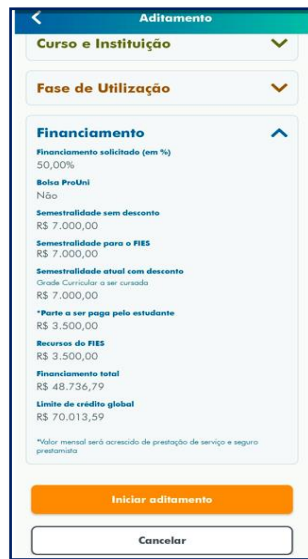 Aditamento
Curso e Instituição
Fase de Utilização
Financiamento
Financiamento solicitado (em %)
50,00%
Bolsa ProUni
Não
Semestralidade sem desconto
R$ 7.000,00
Semestralidade para o FIES
R$ 7.000,00
Semestralidade atual com desconto
Grade Curricular a ser cursada
R$ 7.000,00
*Parte a ser paga pelo estudante
R$ 3.500,00
Recursos do FIES
R$ 3.500,00
Financiamento total
R$ 48.736,79
Limite de crédito global
R$ 70.013,59
*Valor mensal será acrescido de prestação de serviço e seguro
prestamista
Iniciar aditamento
Cancelar